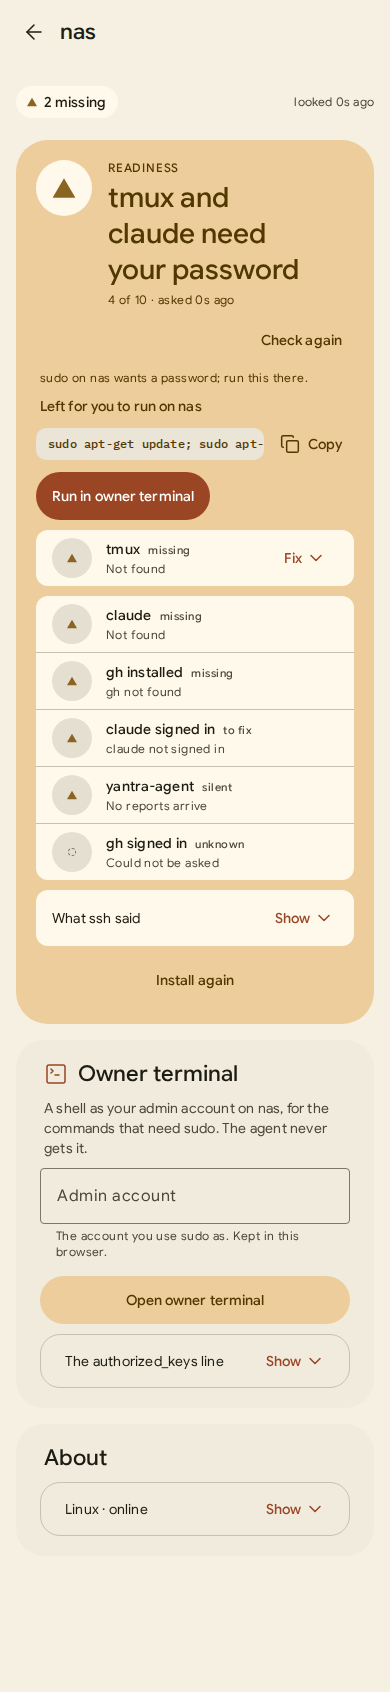 nas
2 missing
looked 0s ago
READINESS
tmux and
claude need
your password
4 of 10 · asked 0s ago
Check again
sudo on nas wants a password; run this there.
Left for you to run on nas
sudo apt-get update; sudo apt-
Copy
Run in owner terminal
tmux missing
Not found
Fix
claude missing
Not found
gh installed missing
gh not found
claude signed in to fix
claude not signed in
yantra-agent silent
No reports arrive
gh signed in unknown
Could not be asked
What ssh said
Show
Install again
Owner terminal
A shell as your admin account on nas, for the
commands that need sudo. The agent never
gets it.
Admin account
The account you use sudo as. Kept in this
browser.
Open owner terminal
The authorized_keys line
Show
About
Linux · online
Show